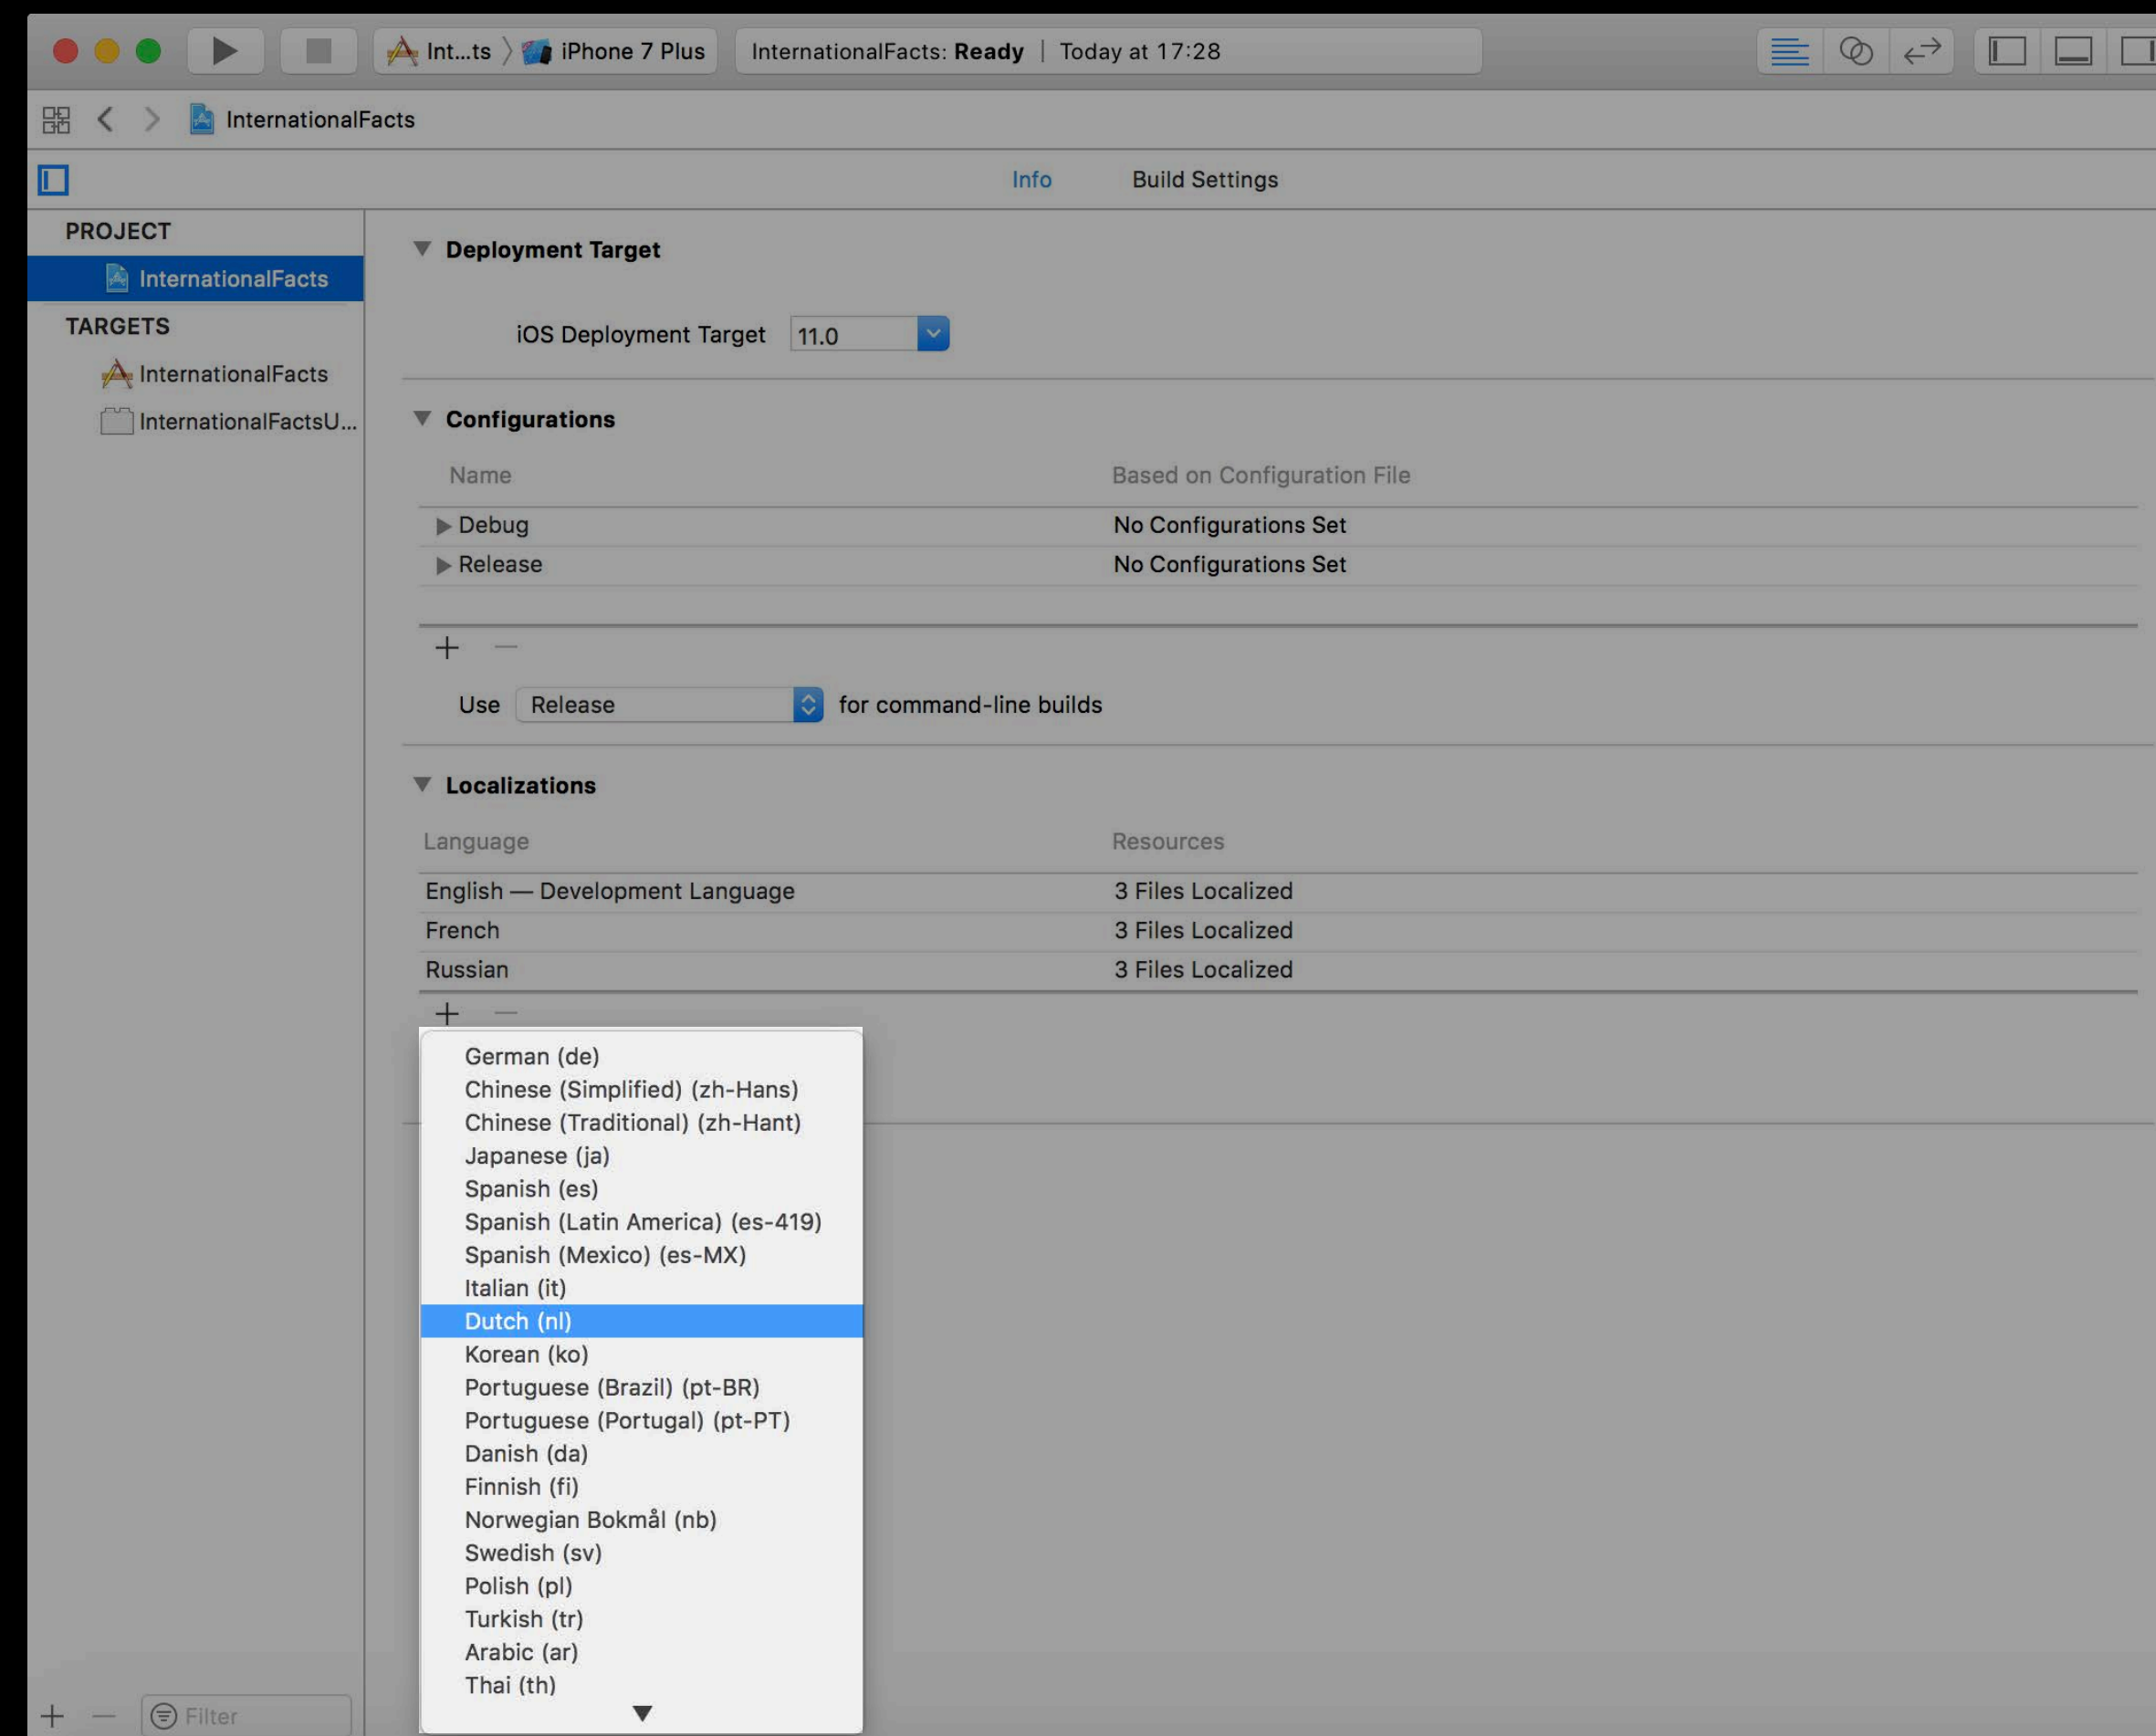 Int...ts
iPhone 7 Plus
InternationalFacts: Ready | Today at 17:28
InternationalFacts
Info
Build Settings
PROJECT
InternationalFacts
TARGETS
InternationalFacts
InternationalFactsU...
Deployment Target
iOS Deployment Target 11.0
Configurations
Name Based on Configuration File
Debug No Configurations Set
Release No Configurations Set
Use Release for command-line builds
Localizations
Language Resources
English — Development Language 3 Files Localized
French 3 Files Localized
Russian 3 Files Localized
German (de)
Chinese (Simplified) (zh-Hans)
Chinese (Traditional) (zh-Hant)
Japanese (ja)
Spanish (es)
Spanish (Latin America) (es-419)
Spanish (Mexico) (es-MX)
Italian (it)
Dutch (nl)
Korean (ko)
Portuguese (Brazil) (pt-BR)
Portuguese (Portugal) (pt-PT)
Danish (da)
Finnish (fi)
Norwegian Bokmål (nb)
Swedish (sv)
Polish (pl)
Turkish (tr)
Arabic (ar)
Thai (th)
Filter